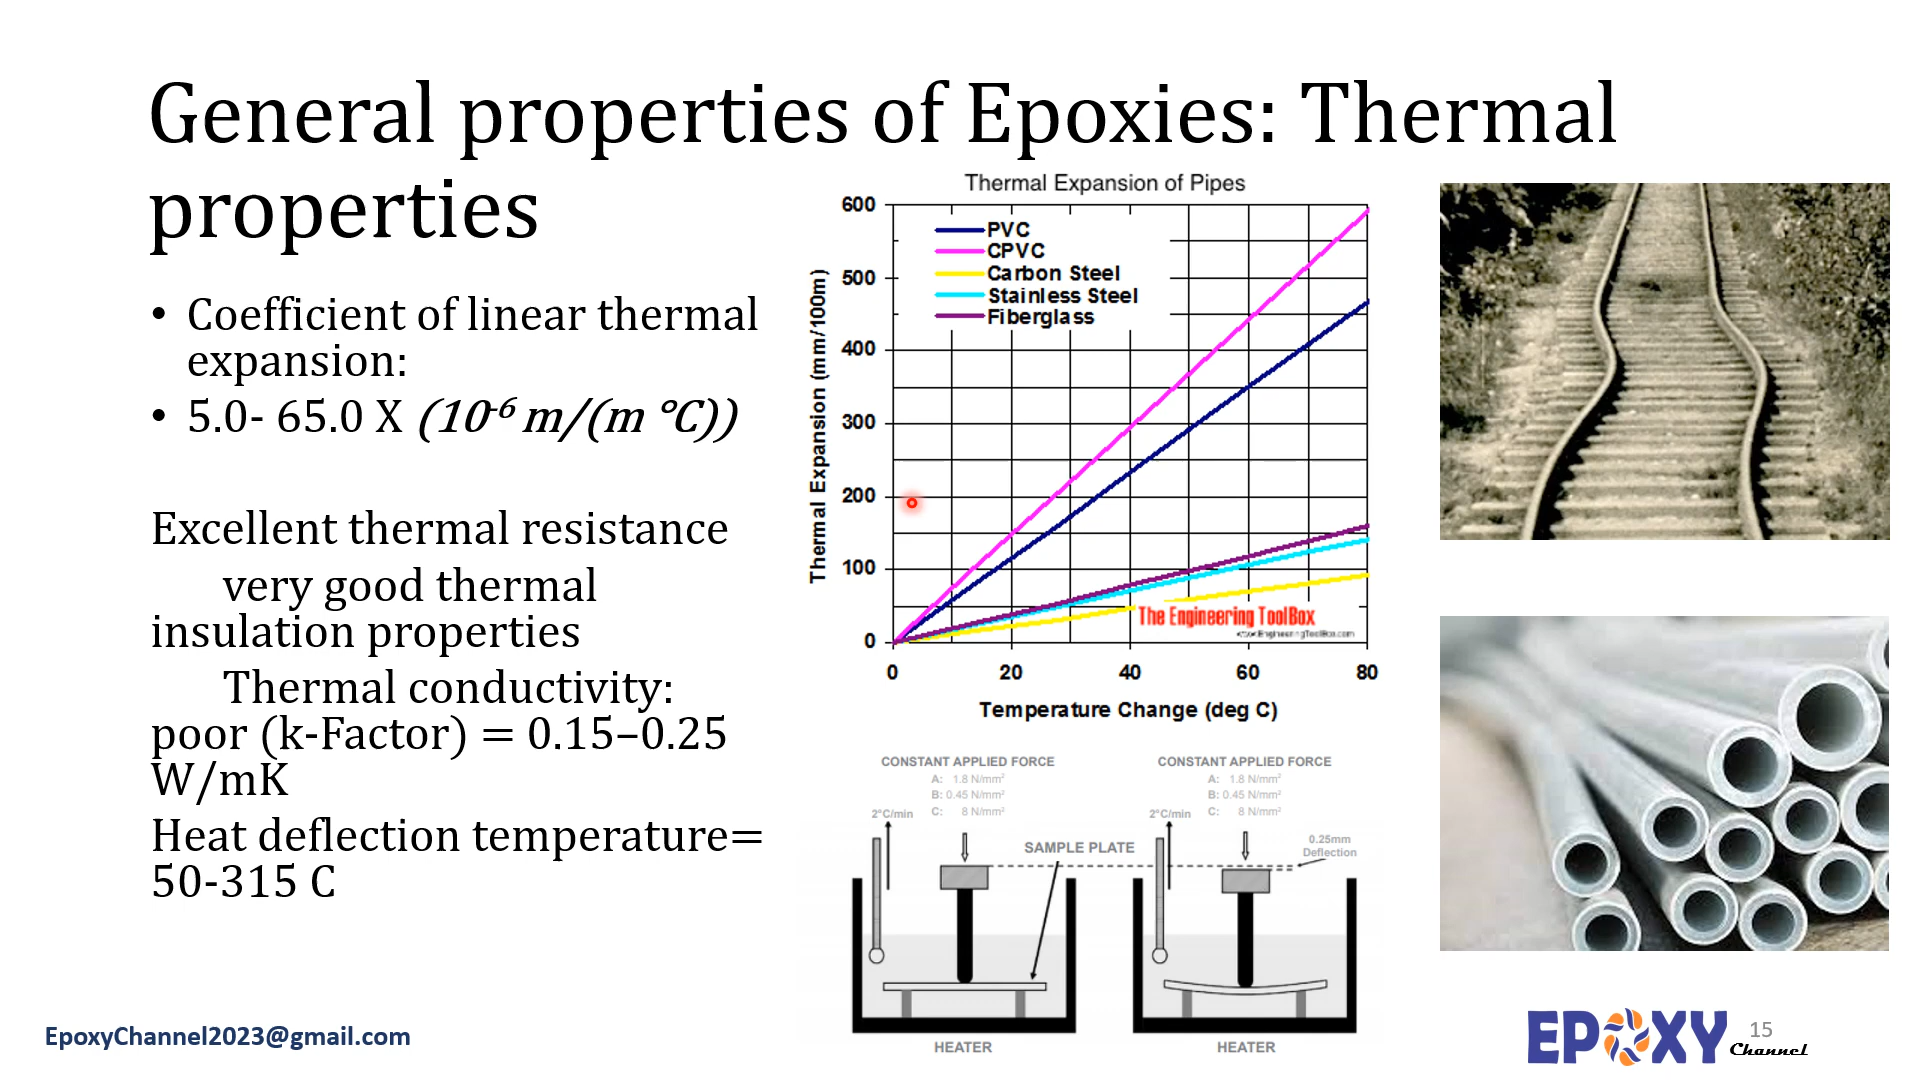 General properties of Epoxies: Thermal
properties
• Coefficient of linear thermal
expansion:
• 5.0- 65.0 X (10⁻⁶ m/(m °C))
Excellent thermal resistance
very good thermal
insulation properties
Thermal conductivity:
poor (k-Factor) = 0.15–0.25
W/mK
Heat deflection temperature=
50-315 C
Thermal Expansion of Pipes
600
500
400
300
200
100
0
Thermal Expansion (mm/100m)
PVC
CPVC
Carbon Steel
Stainless Steel
Fiberglass
The Engineering ToolBox
www.EngineeringToolBox.com
0 20 40 60 80
Temperature Change (deg C)
CONSTANT APPLIED FORCE
A: 1.8 N/mm²
B: 0.45 N/mm²
C: 8 N/mm²
2°C/min
SAMPLE PLATE
HEATER
CONSTANT APPLIED FORCE
A: 1.8 N/mm²
B: 0.45 N/mm²
C: 8 N/mm²
2°C/min
0.25mm
Deflection
HEATER
EpoxyChannel2023@gmail.com
EPOXY
Channel
15